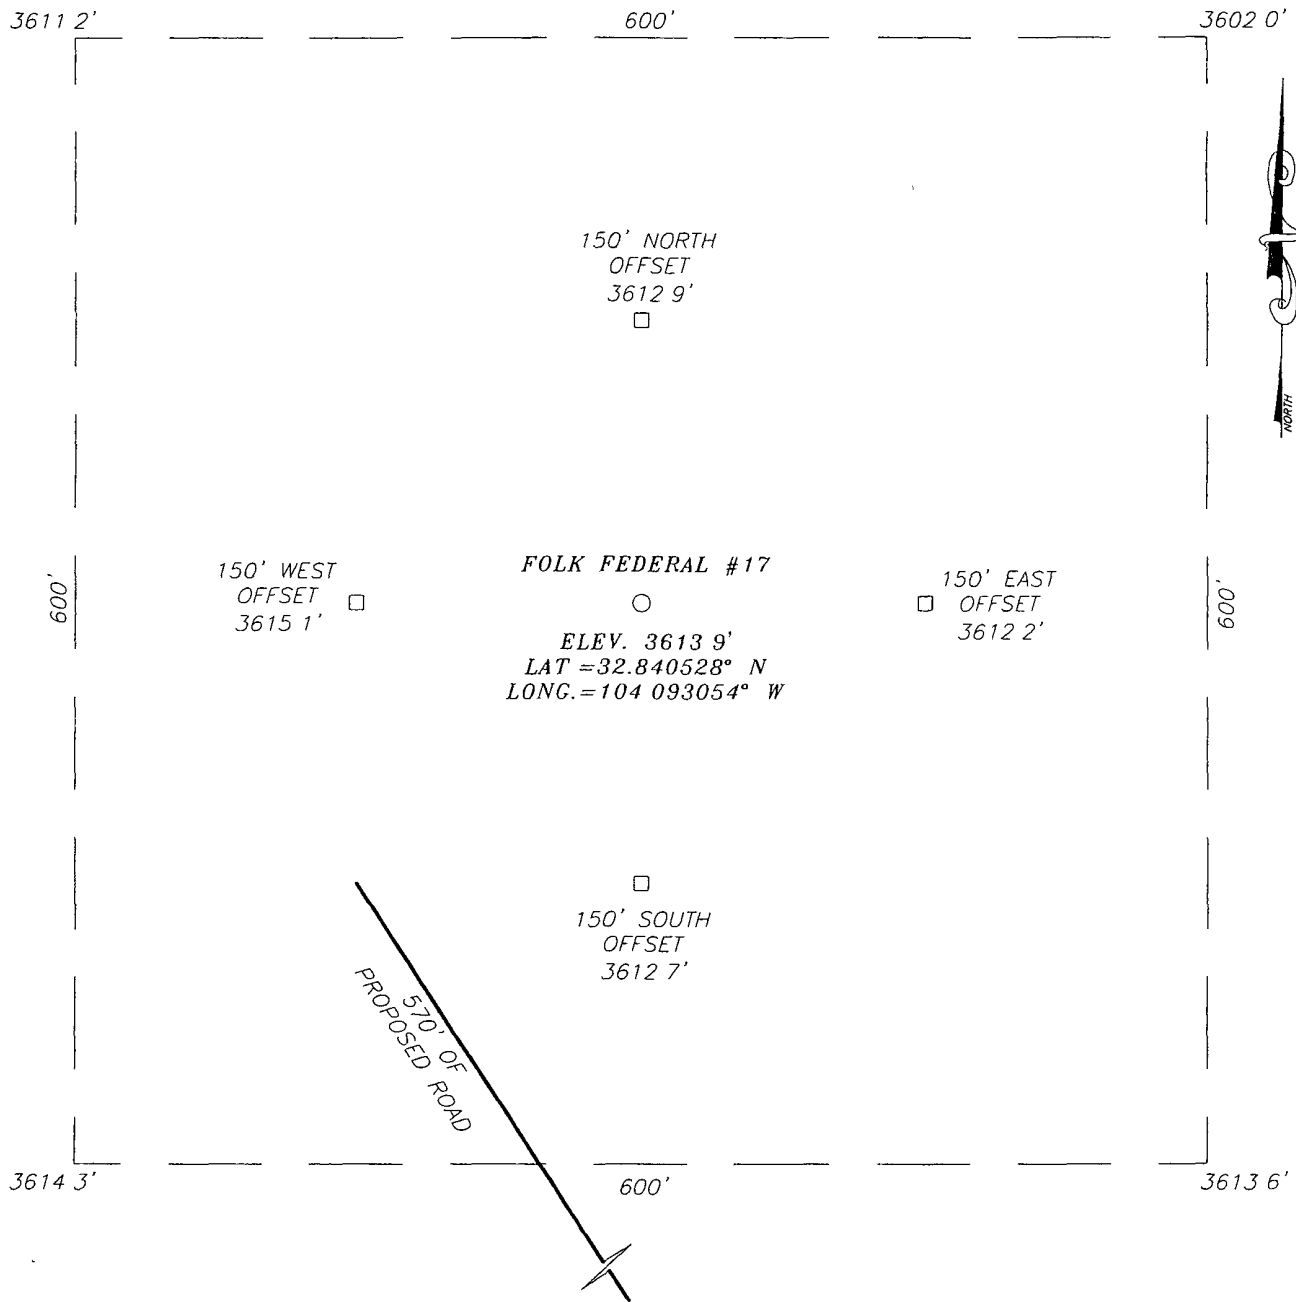 3611 2'
600'
3602 0'
150' NORTH
OFFSET
3612 9'
NORTH
600'
150' WEST
OFFSET
3615 1'
FOLK FEDERAL #17
ELEV. 3613 9'
LAT =32.840528° N
LONG.=104 093054° W
150' EAST
OFFSET
3612 2'
600'
150' SOUTH
OFFSET
3612 7'
570' OF
PROPOSED ROAD
3614 3'
600'
3613 6'